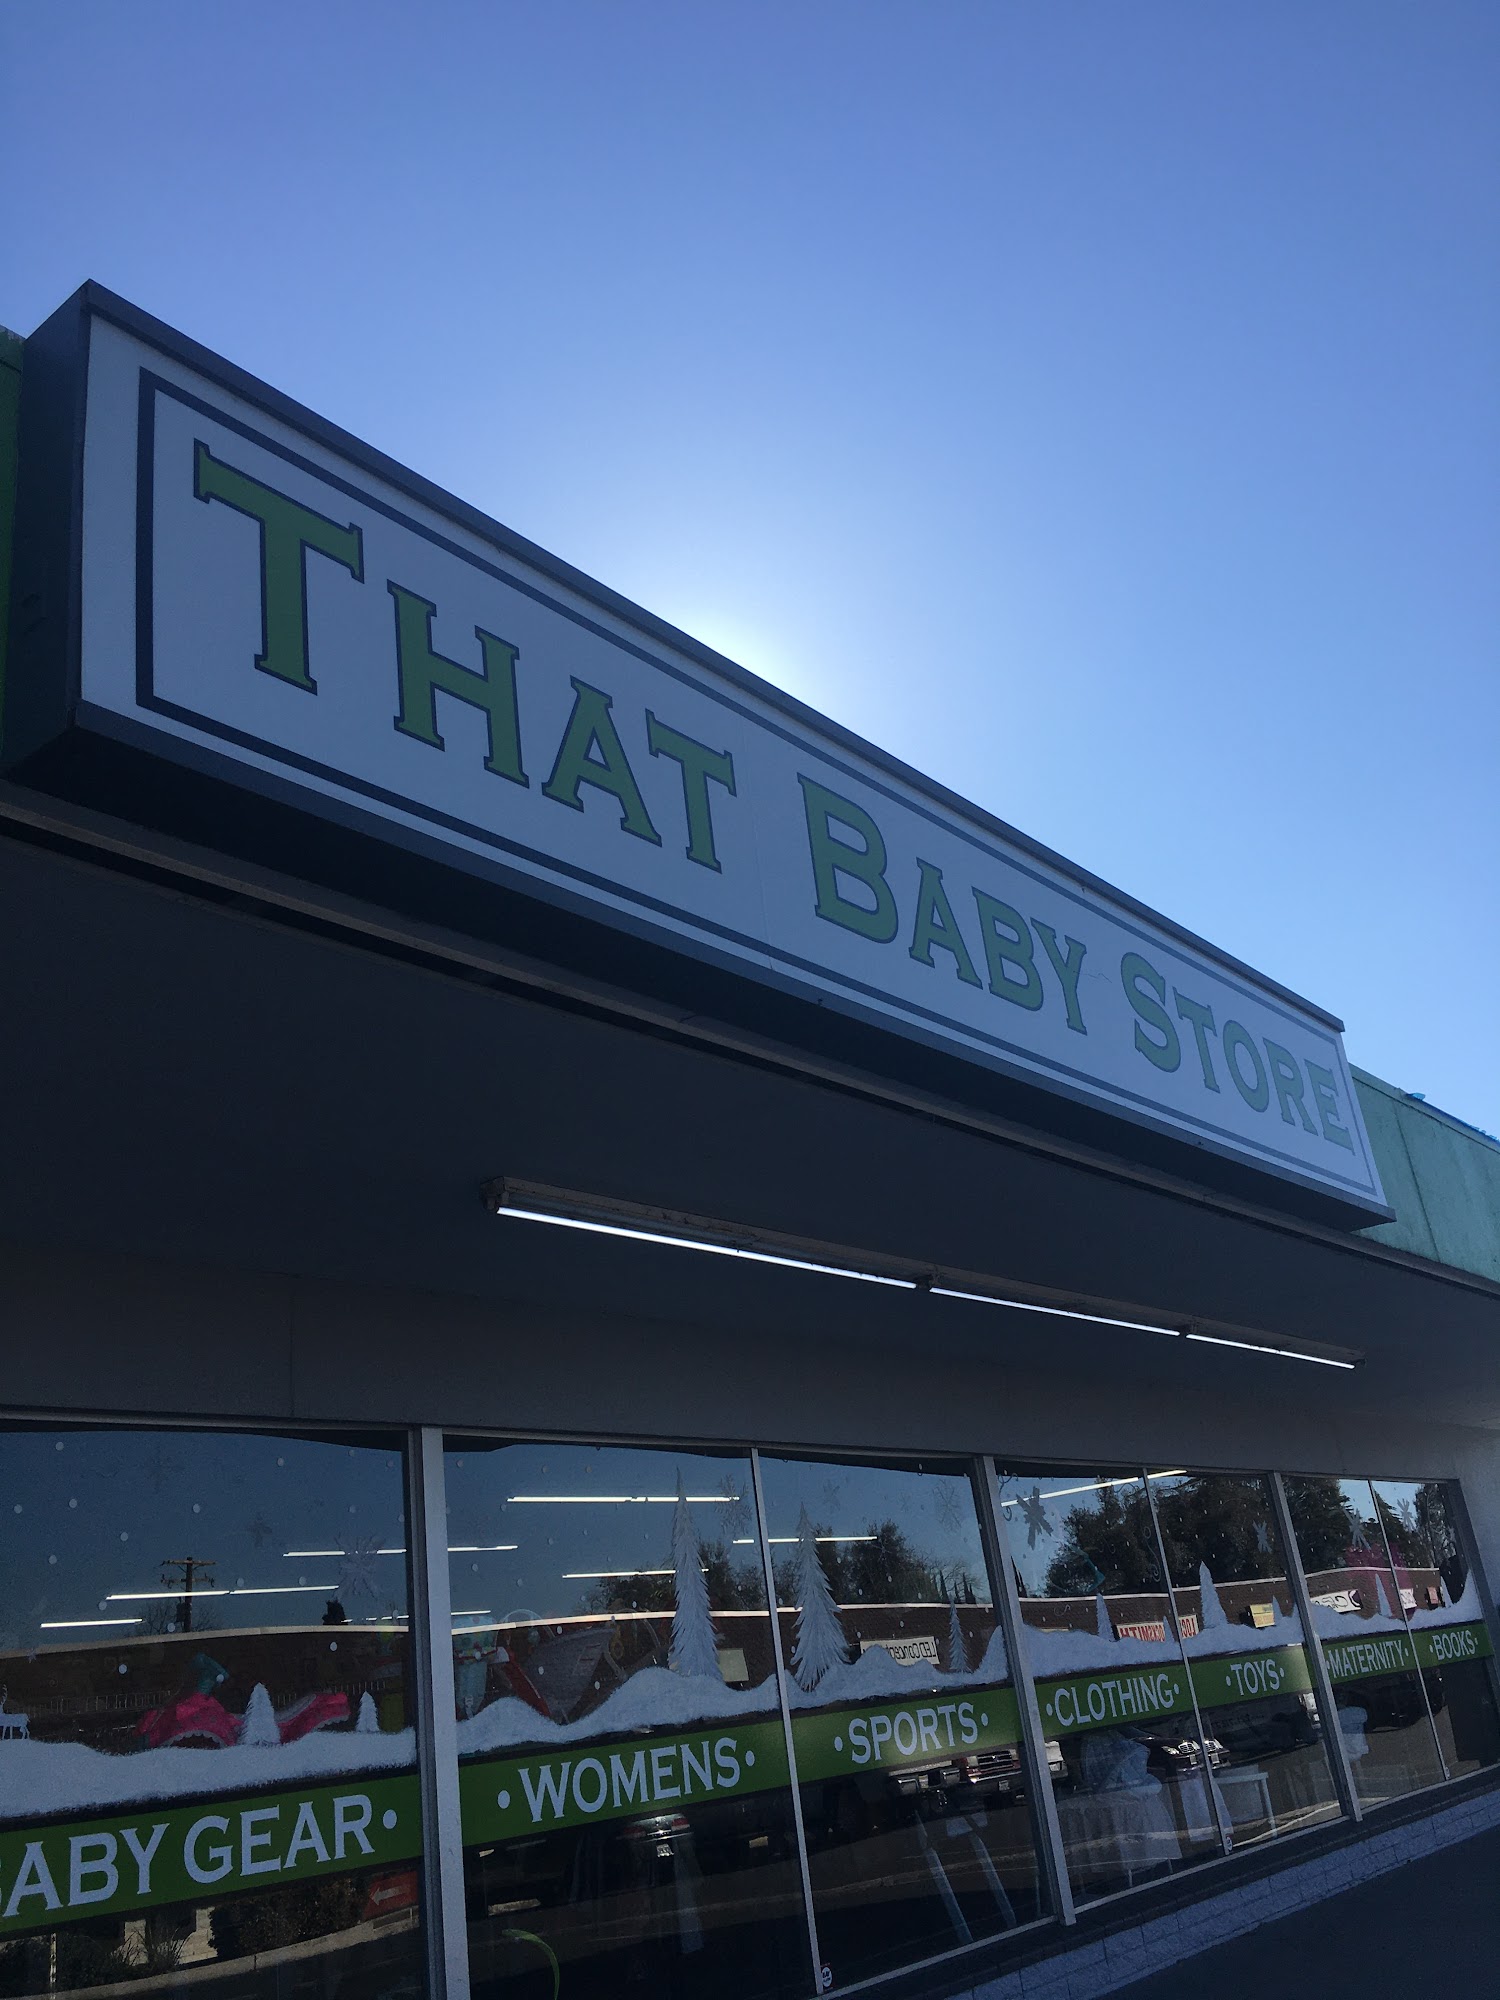 THAT BABY STORE
BABY GEAR · WOMENS · SPORTS · CLOTHING · TOYS · MATERNITY · BOOKS ·